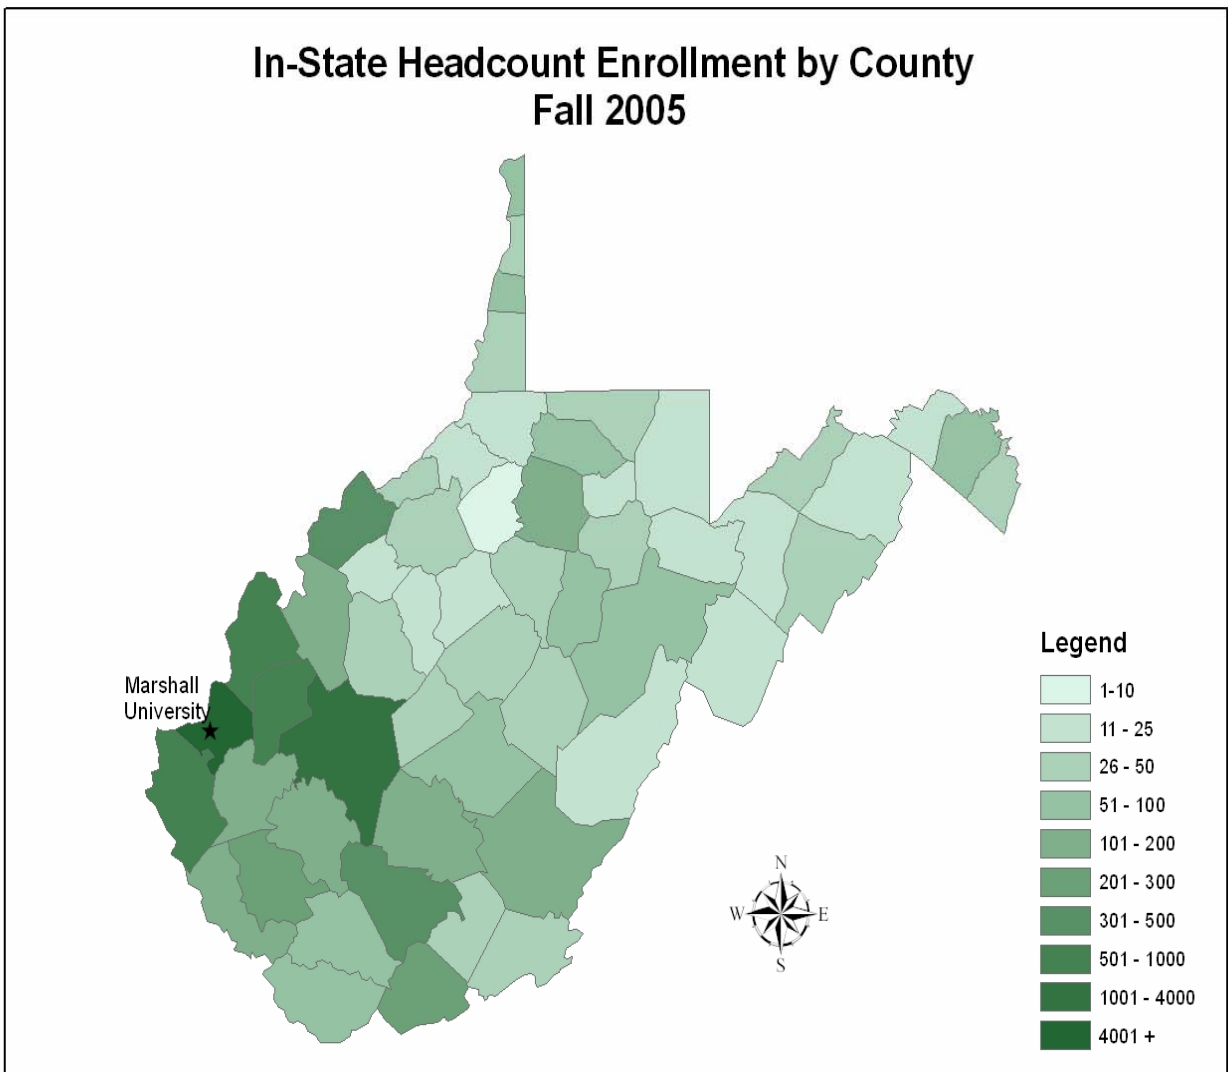 In-State Headcount Enrollment by County
Fall 2005
Marshall
University
Legend
1-10
11 - 25
26 - 50
51 - 100
101 - 200
201 - 300
301 - 500
501 - 1000
1001 - 4000
4001 +
N
W E
S